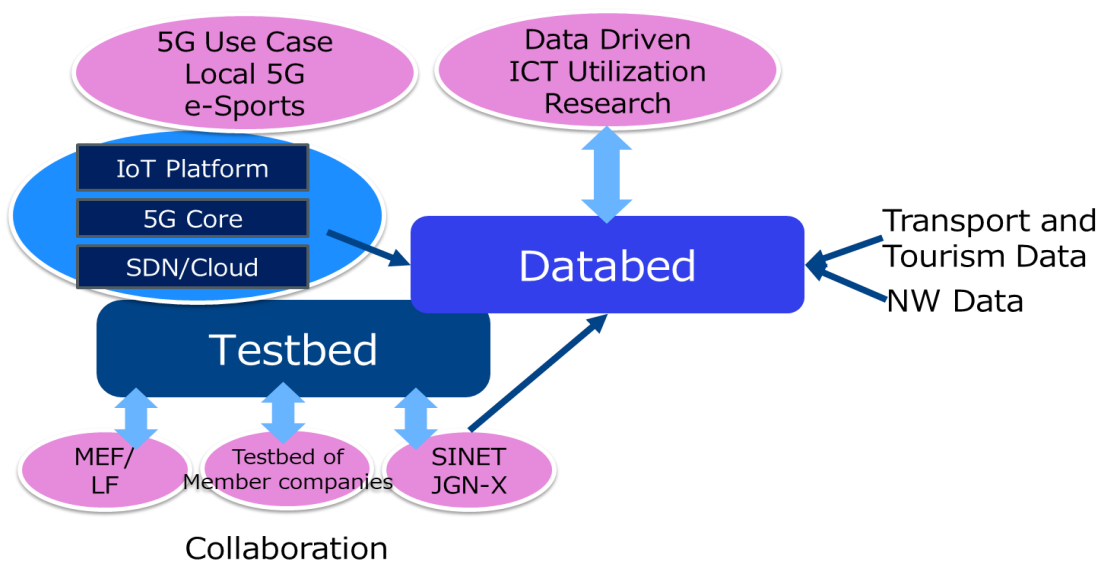 5G Use Case
Local 5G
e-Sports
Data Driven
ICT Utilization
Research
IoT Platform
5G Core
SDN/Cloud
Databed
Transport and
Tourism Data
NW Data
Testbed
MEF/
LF
Testbed of
Member companies
SINET
JGN-X
Collaboration